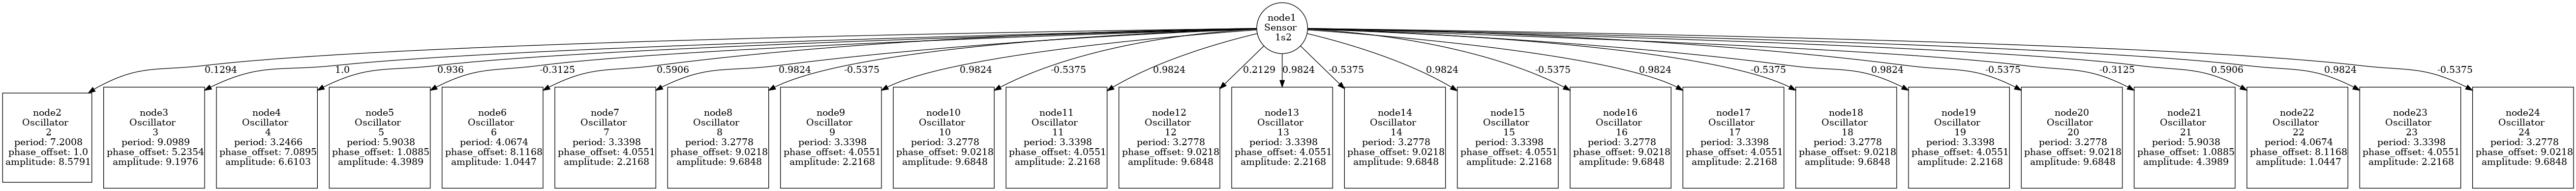 node1
Sensor
1s2
0.1294
1.0
0.936
-0.3125
0.5906
0.9824
-0.5375
0.9824
-0.5375
0.9824
0.2129
0.9824
-0.5375
0.9824
-0.5375
0.9824
-0.5375
0.9824
-0.5375
-0.3125
0.5906
0.9824
-0.5375
node2
Oscillator
2
period: 7.2008
phase_offset: 1.0
amplitude: 8.5791
node3
Oscillator
3
period: 9.0989
phase_offset: 5.2354
amplitude: 9.1976
node4
Oscillator
4
period: 3.2466
phase_offset: 7.0895
amplitude: 6.6103
node5
Oscillator
5
period: 5.9038
phase_offset: 1.0885
amplitude: 4.3989
node6
Oscillator
6
period: 4.0674
phase_offset: 8.1168
amplitude: 1.0447
node7
Oscillator
7
period: 3.3398
phase_offset: 4.0551
amplitude: 2.2168
node8
Oscillator
8
period: 3.2778
phase_offset: 9.0218
amplitude: 9.6848
node9
Oscillator
9
period: 3.3398
phase_offset: 4.0551
amplitude: 2.2168
node10
Oscillator
10
period: 3.2778
phase_offset: 9.0218
amplitude: 9.6848
node11
Oscillator
11
period: 3.3398
phase_offset: 4.0551
amplitude: 2.2168
node12
Oscillator
12
period: 3.2778
phase_offset: 9.0218
amplitude: 9.6848
node13
Oscillator
13
period: 3.3398
phase_offset: 4.0551
amplitude: 2.2168
node14
Oscillator
14
period: 3.2778
phase_offset: 9.0218
amplitude: 9.6848
node15
Oscillator
15
period: 3.3398
phase_offset: 4.0551
amplitude: 2.2168
node16
Oscillator
16
period: 3.2778
phase_offset: 9.0218
amplitude: 9.6848
node17
Oscillator
17
period: 3.3398
phase_offset: 4.0551
amplitude: 2.2168
node18
Oscillator
18
period: 3.2778
phase_offset: 9.0218
amplitude: 9.6848
node19
Oscillator
19
period: 3.3398
phase_offset: 4.0551
amplitude: 2.2168
node20
Oscillator
20
period: 3.2778
phase_offset: 9.0218
amplitude: 9.6848
node21
Oscillator
21
period: 5.9038
phase_offset: 1.0885
amplitude: 4.3989
node22
Oscillator
22
period: 4.0674
phase_offset: 8.1168
amplitude: 1.0447
node23
Oscillator
23
period: 3.3398
phase_offset: 4.0551
amplitude: 2.2168
node24
Oscillator
24
period: 3.2778
phase_offset: 9.0218
amplitude: 9.6848